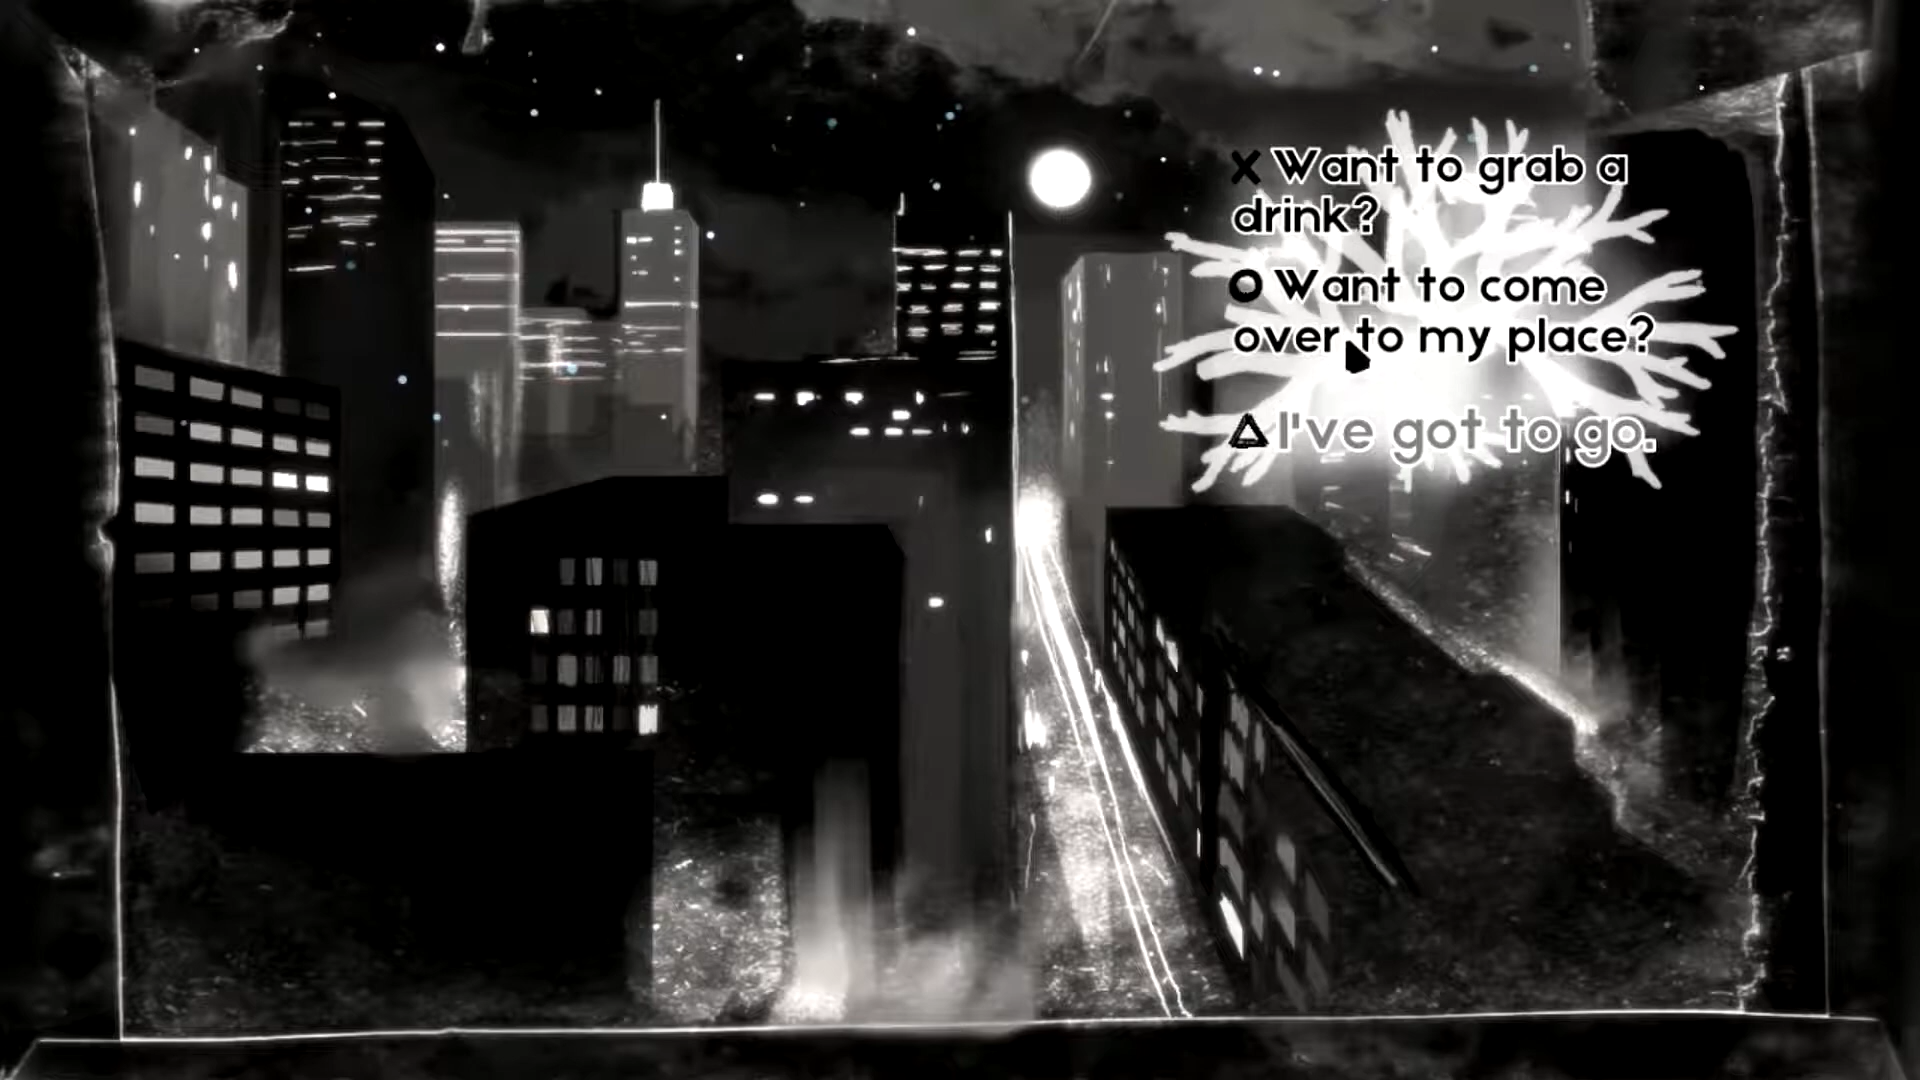 X Want to grab a
drink?
O Want to come
over to my place?
△ I've got to go.